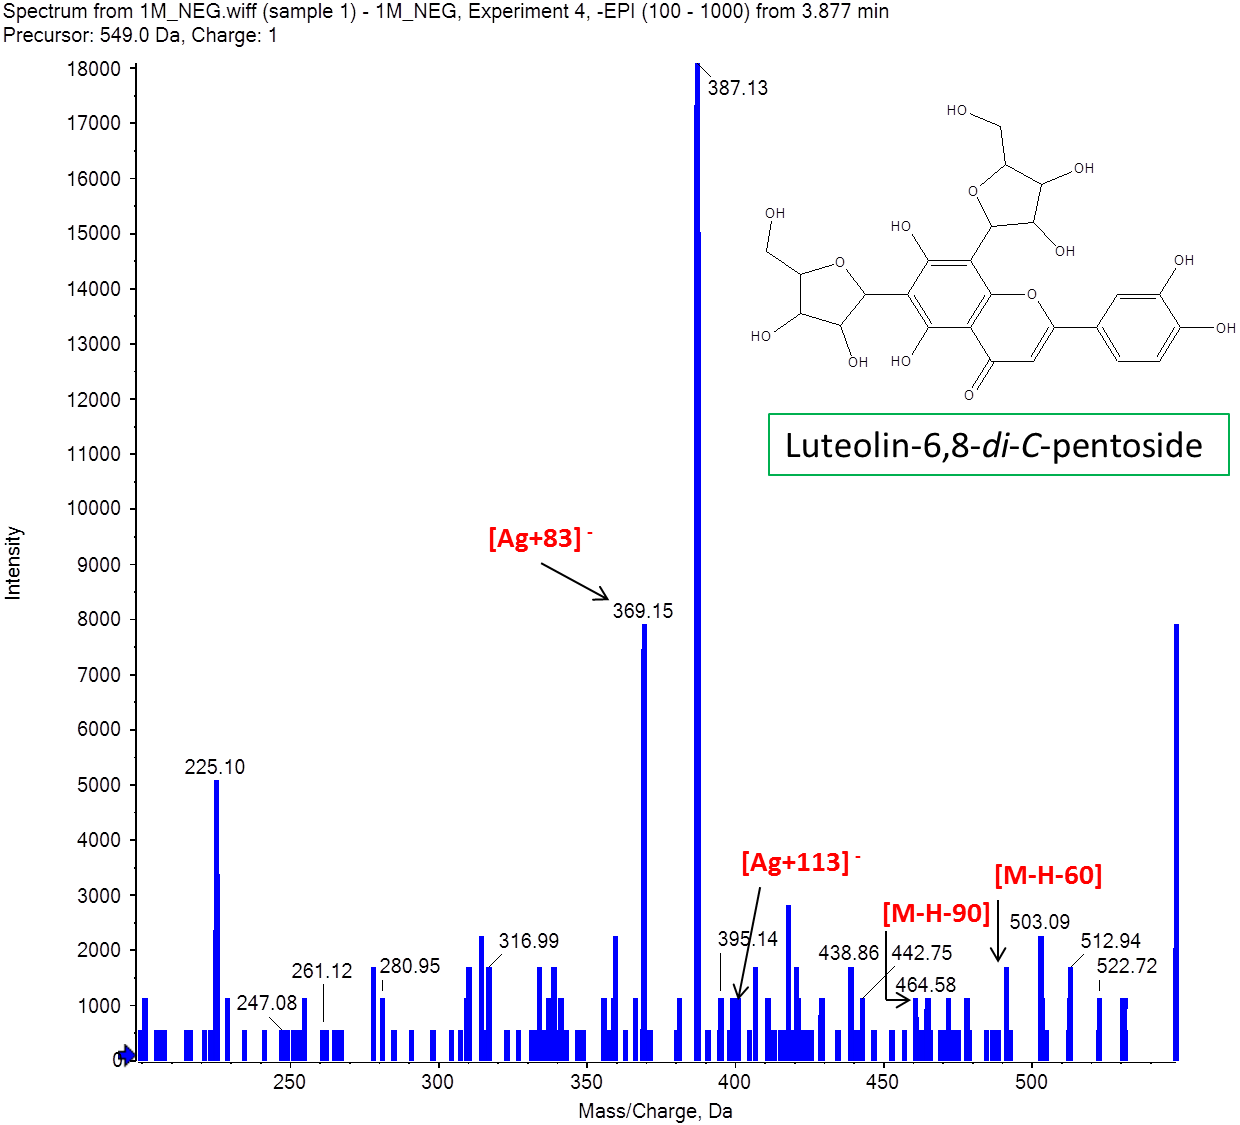 Spectrum from 1M_NEG.wiff (sample 1) - 1M_NEG, Experiment 4, -EPI (100 - 1000) from 3.877 min
Precursor: 549.0 Da, Charge: 1
18000
17000
16000
15000
14000
13000
12000
11000
10000
9000
8000
7000
6000
5000
4000
3000
2000
1000
0
Intensity
387.13
HO
OH
O
OH
OH
HO
O
HO
OH
HO
O
OH
OH
O
Luteolin-6,8-di-C-pentoside
[Ag+83] -
369.15
225.10
[Ag+113] -
[M-H-60]
[M-H-90]
503.09
395.14
438.86
442.75
512.94
316.99
261.12
280.95
464.58
522.72
247.08
250
300
350
400
450
500
Mass/Charge, Da